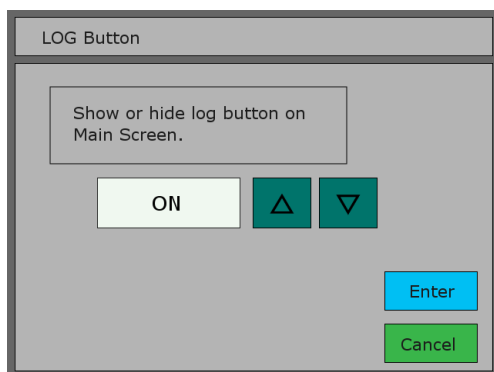 LOG Button
Show or hide log button on
Main Screen.
ON
Enter
Cancel